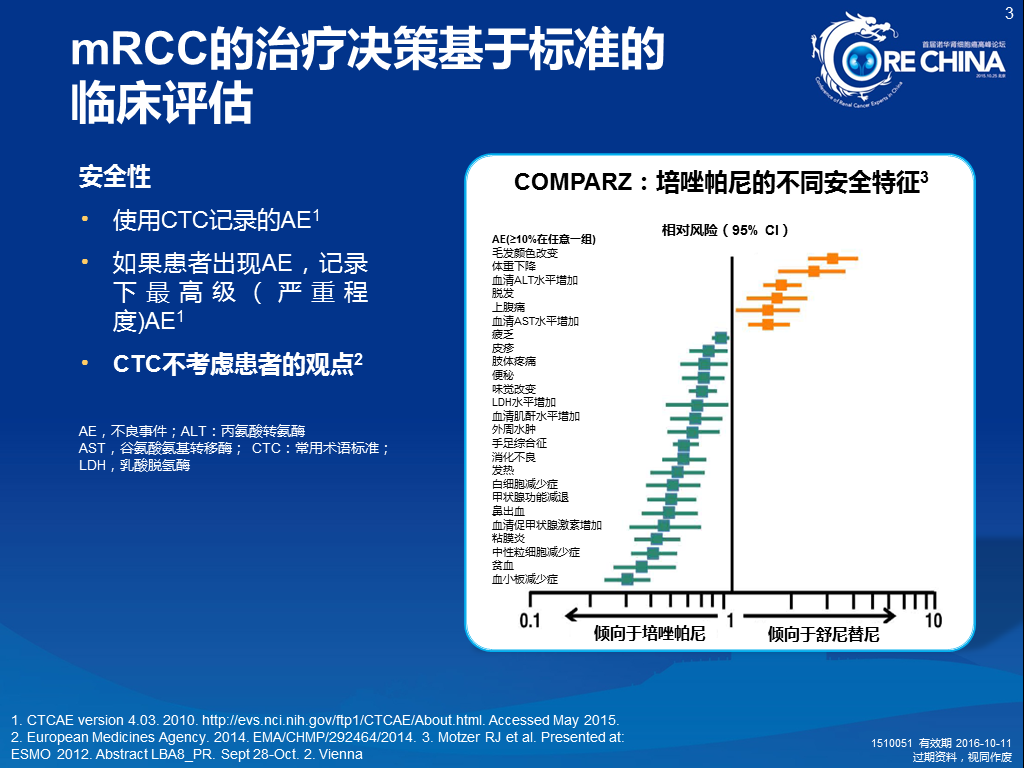 3
mRCC的治疗决策基于标准的
临床评估
首届诺华肾细胞癌高峰论坛
CORE CHINA
2015.10.25 北京
Conference of Renal Cancer Experts in China
安全性
• 使用CTC记录的AE1
• 如果患者出现AE，记录
下最高级（严重程
度)AE1
• CTC不考虑患者的观点2
AE，不良事件；ALT：丙氨酸转氨酶
AST，谷氨酸氨基转移酶； CTC：常用术语标准；
LDH，乳酸脱氢酶
COMPARZ：培唑帕尼的不同安全特征3
相对风险（95% CI）
AE(≥10%在任意一组)
毛发颜色改变
体重下降
血清ALT水平增加
脱发
上腹痛
血清AST水平增加
疲乏
皮疹
肢体疼痛
便秘
味觉改变
LDH水平增加
血清肌酐水平增加
外周水肿
手足综合征
消化不良
发热
白细胞减少症
甲状腺功能减退
鼻出血
血清促甲状腺激素增加
粘膜炎
中性粒细胞减少症
贫血
血小板减少症
0.1 1 10
倾向于培唑帕尼 倾向于舒尼替尼
1. CTCAE version 4.03. 2010. http://evs.nci.nih.gov/ftp1/CTCAE/About.html. Accessed May 2015.
2. European Medicines Agency. 2014. EMA/CHMP/292464/2014. 3. Motzer RJ et al. Presented at:
ESMO 2012. Abstract LBA8_PR. Sept 28-Oct. 2. Vienna
1510051 有效期 2016-10-11
过期资料，视同作废